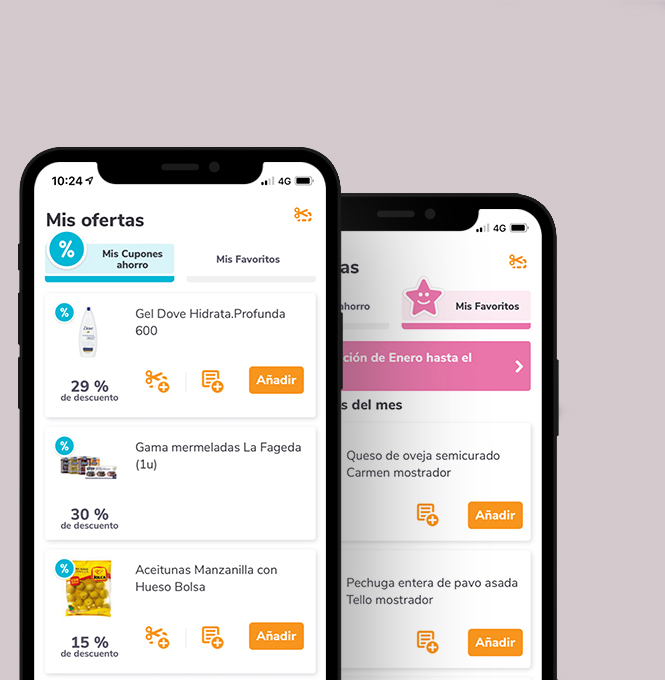 10:24
4G
Mis ofertas
%
Mis Cupones
ahorro
Mis Favoritos
%
Gel Dove Hidrata.Profunda
600
Dove
29 %
de descuento
Añadir
%
Gama mermeladas La Fageda
(1u)
30 %
de descuento
%
Aceitunas Manzanilla con
Hueso Bolsa
15 %
de descuento
Añadir
4G
as
ahorro
Mis Favoritos
ción de Enero hasta el
s del mes
Queso de oveja semicurado
Carmen mostrador
Añadir
Pechuga entera de pavo asada
Tello mostrador
Añadir